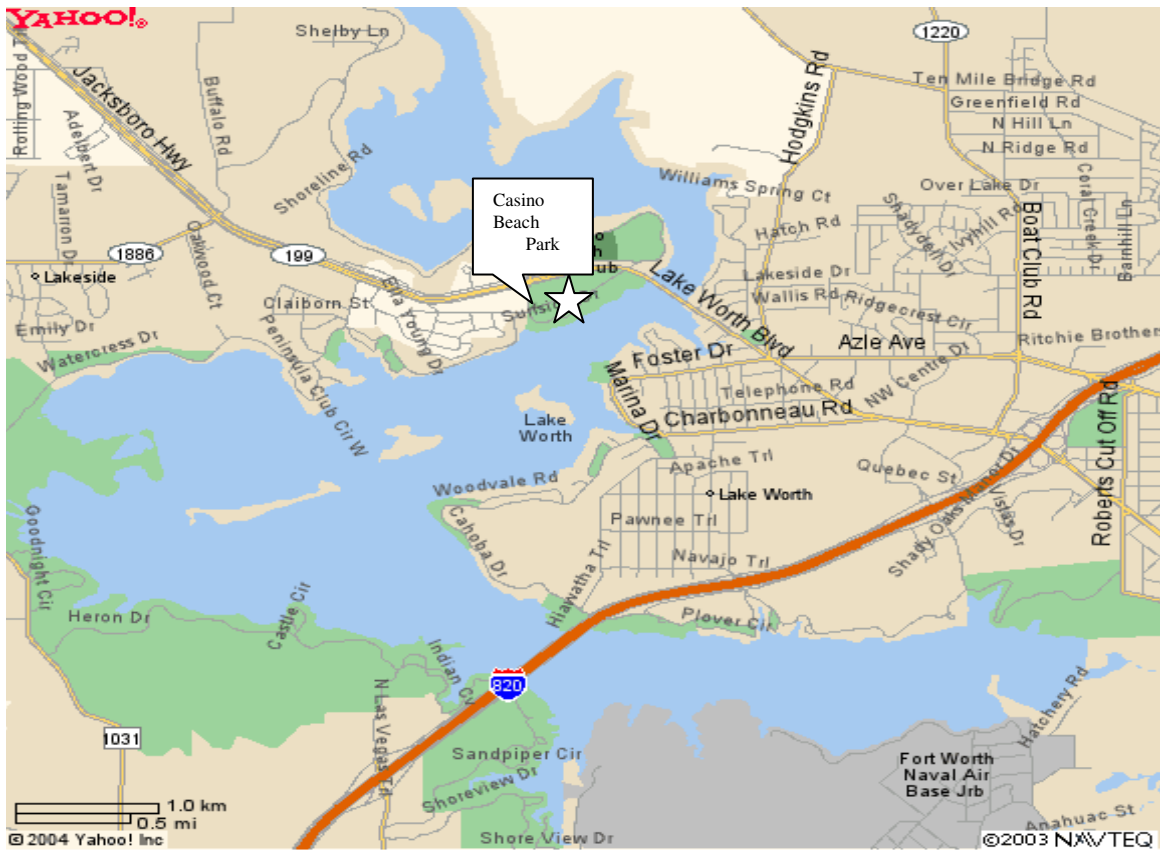 YAHOO!®
Shelby Ln
1220
Rolling Wood Trl
Jacksboro Hwy
Buffalo Rd
Hodgkins Rd
Ten Mile Bridge Rd
Greenfield Rd
N Hill Ln
N Ridge Rd
Adelbert Dr
Shoreline Rd
Williams Spring Ct
Over Lake Dr
Tamarron Dr
Casino
Beach
Park
Hatch Rd
Shadydell Dr
Ivyhill Rd
Boat Club Rd
Coral Creek Dr
Barnhill Ln
Oakwood Ct
1886
199
Lakeside
Lake Worth Blvd
Lakeside Dr
Claiborn St
Ella Young Dr
Wallis Rd
Ridgecrest Cir
Emily Dr
Watercress Dr
Peninsula Club Cir W
Foster Dr
Azle Ave
Ritchie Brother
Marina Dr
Telephone Rd
NW Centre Dr
Charbonneau Rd
Roberts Cut Off Rd
Lake
Worth
Apache Trl
Quebec St
Woodvale Rd
Lake Worth
Cahoba Dr
Pawnee Trl
Shady Oaks Manor Dr
Vistas Dr
Goodnight Cir
Navajo Trl
Hiawatha Trl
Heron Dr
Castle Cir
Plover Cir
Indian Cv
820
N Las Vegas Trl
Hatchery Rd
1031
Sandpiper Cir
Fort Worth
Naval Air
Base Jrb
Shoreview Dr
1.0 km
0.5 mi
Anahuac St
© 2004 Yahoo! Inc
Shore View Dr
©2003 NAVTEQ